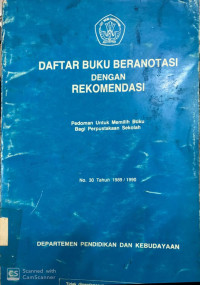 DAFTAR BUKU BERANOTASI
DENGAN
REKOMENDASI
Pedoman Untuk Memilih Buku
Bagi Perpustakaan Sekolah
No. 30 Tahun 1989 / 1990
DEPARTEMEN PENDIDIKAN DAN KEBUDAYAAN
CS Scanned with
CamScanner